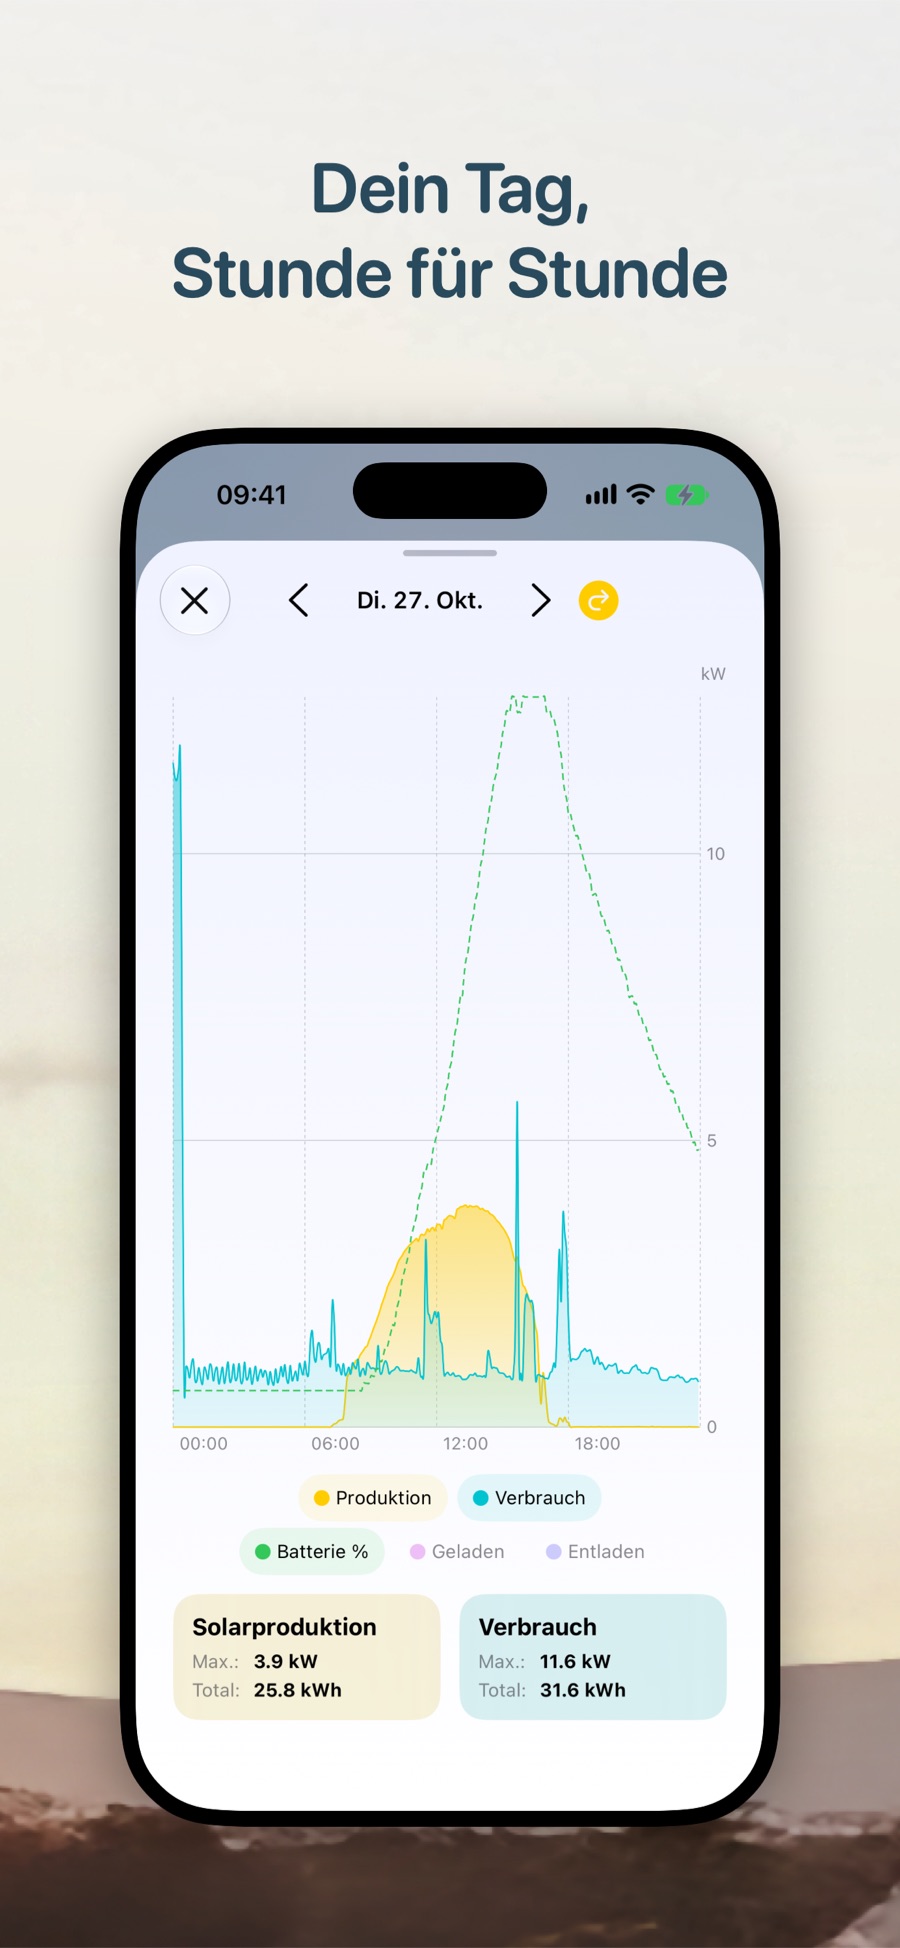 Dein Tag,
Stunde für Stunde
09:41
Di. 27. Okt.
kW
10
5
0
00:00 06:00 12:00 18:00
Produktion Verbrauch
Batterie % Geladen Entladen
Solarproduktion
Max.: 3.9 kW
Total: 25.8 kWh
Verbrauch
Max.: 11.6 kW
Total: 31.6 kWh